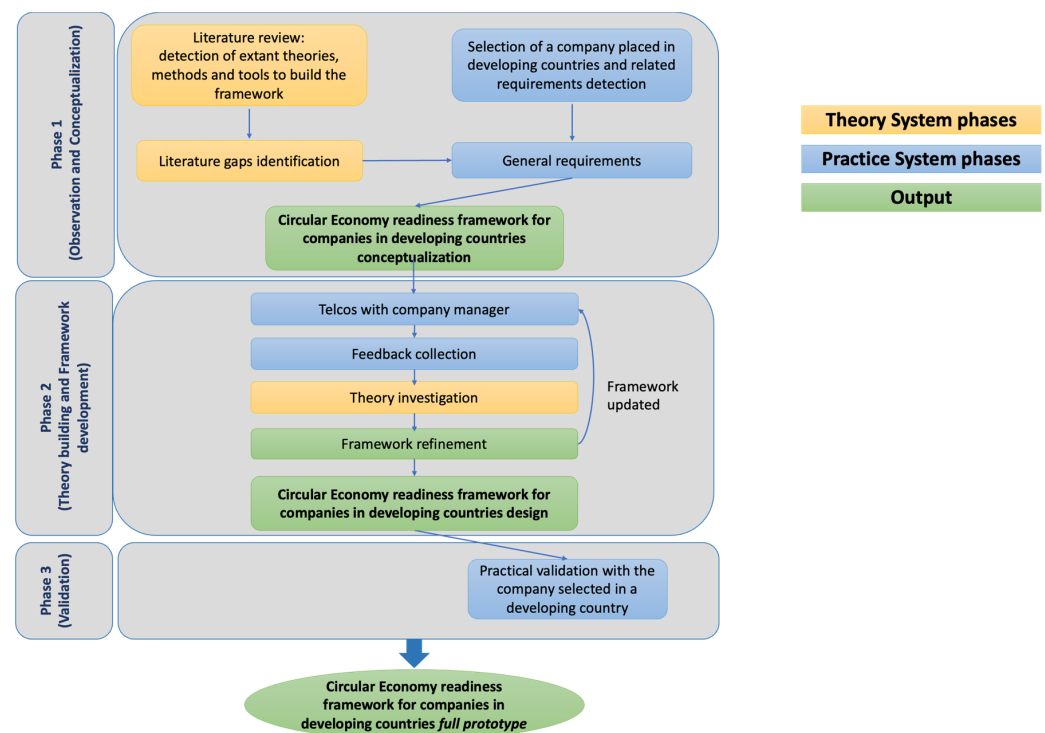 Phase 1
(Observation and Conceptualization)
Literature review:
detection of extant theories,
methods and tools to build the
framework
Selection of a company placed in
developing countries and related
requirements detection
Literature gaps identification
General requirements
Circular Economy readiness framework for
companies in developing countries
conceptualization
Theory System phases
Practice System phases
Output
Phase 2
(Theory building and Framework
development)
Telcos with company manager
Feedback collection
Theory investigation
Framework refinement
Framework
updated
Circular Economy readiness framework for
companies in developing countries design
Phase 3
(Validation)
Practical validation with the
company selected in a
developing country
Circular Economy readiness
framework for companies in
developing countries full prototype